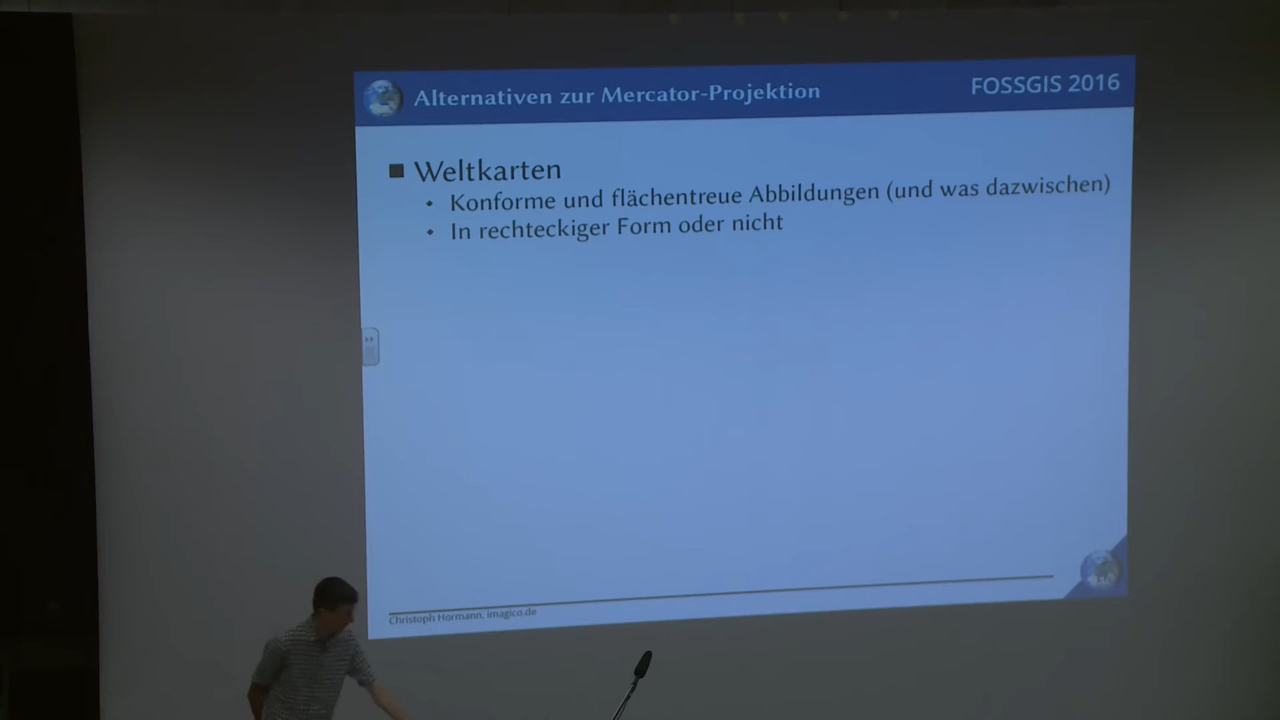 Alternativen zur Mercator-Projektion
FOSSGIS 2016
Weltkarten
Konforme und flächentreue Abbildungen (und was dazwischen)
In rechteckiger Form oder nicht
Christoph Hormann, imagico.de